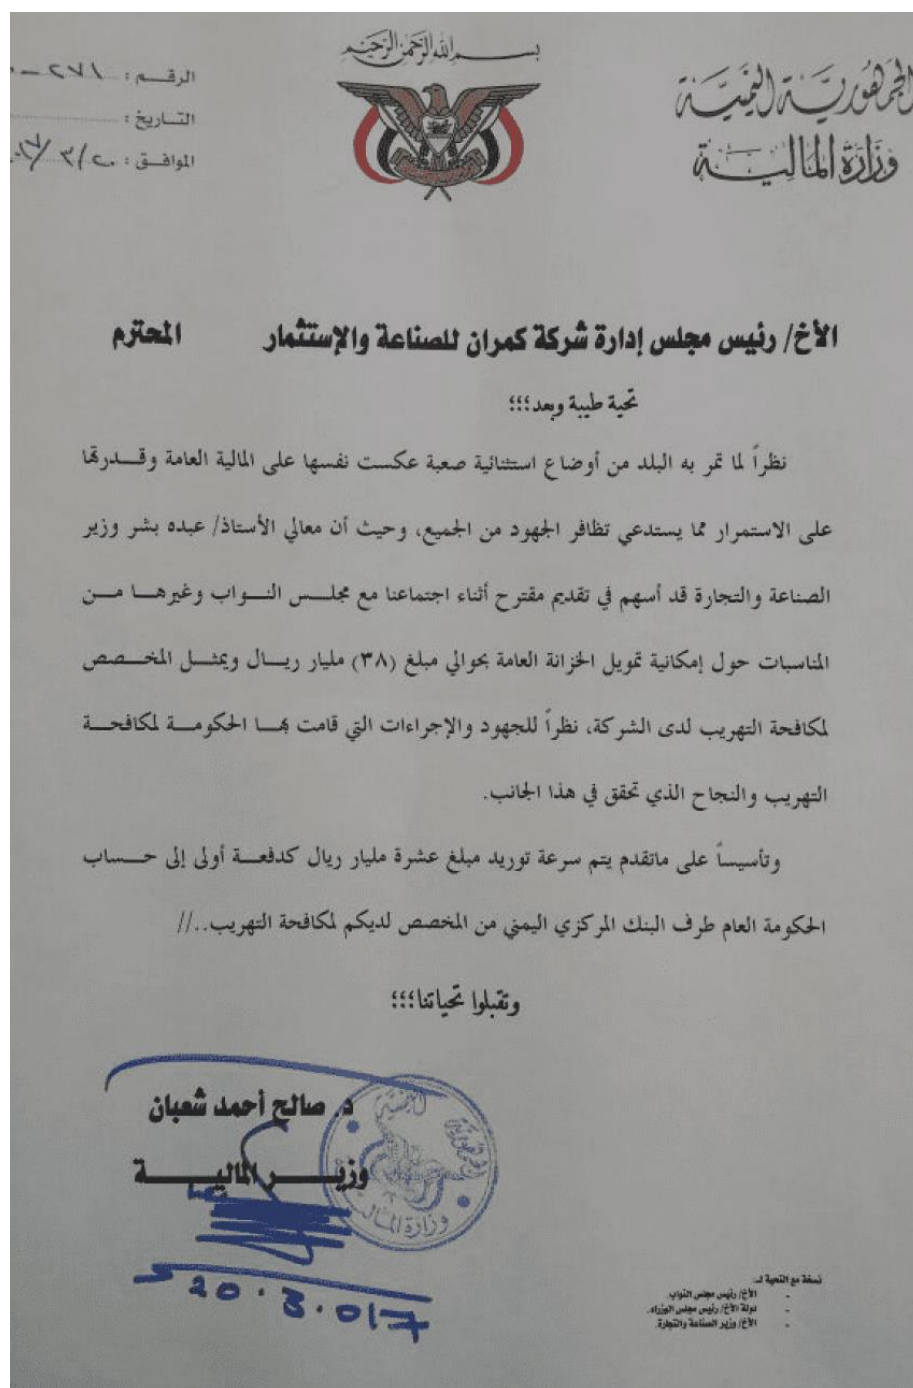 بسم الله الرحمن الرحيم
الجمهورية اليمنية
وزارة المالية
الرقم : ٢٧١ -
التاريخ :
الموافق : ٢٠/٣/
الأخ/ رئيس مجلس إدارة شركة كمران للصناعة والإستثمار المحترم
تحية طيبة وبعد؛؛؛
نظراً لما تمر به البلد من أوضاع استثنائية صعبة عكست نفسها على المالية العامة وقدرتها
على الاستمرار مما يستدعي تظافر الجهود من الجميع، وحيث أن معالي الأستاذ/ عبده بشر وزير
الصناعة والتجارة قد أسهم في تقديم مقترح أثناء اجتماعنا مع مجلس النواب وغيرها من
المناسبات حول إمكانية تمويل الخزانة العامة بحوالي مبلغ (٣٨) مليار ريال ويمثل المخصص
لمكافحة التهريب لدى الشركة، نظراً للجهود والإجراءات التي قامت بها الحكومة لمكافحة
التهريب والنجاح الذي تحقق في هذا الجانب.
وتأسيساً على ماتقدم يتم سرعة توريد مبلغ عشرة مليار ريال كدفعة أولى إلى حساب
الحكومة العام طرف البنك المركزي اليمني من المخصص لديكم لمكافحة التهريب..//
وتقبلوا تحياتنا؛؛؛
د. صالح أحمد شعبان
وزير المالية
20.3.017
الجمهورية اليمنية
وزارة المالية
نسخة مع التحية لـ:
- الأخ/ رئيس مجلس النواب.
- دولة الأخ/ رئيس مجلس الوزراء.
- الأخ/ وزير الصناعة والتجارة.